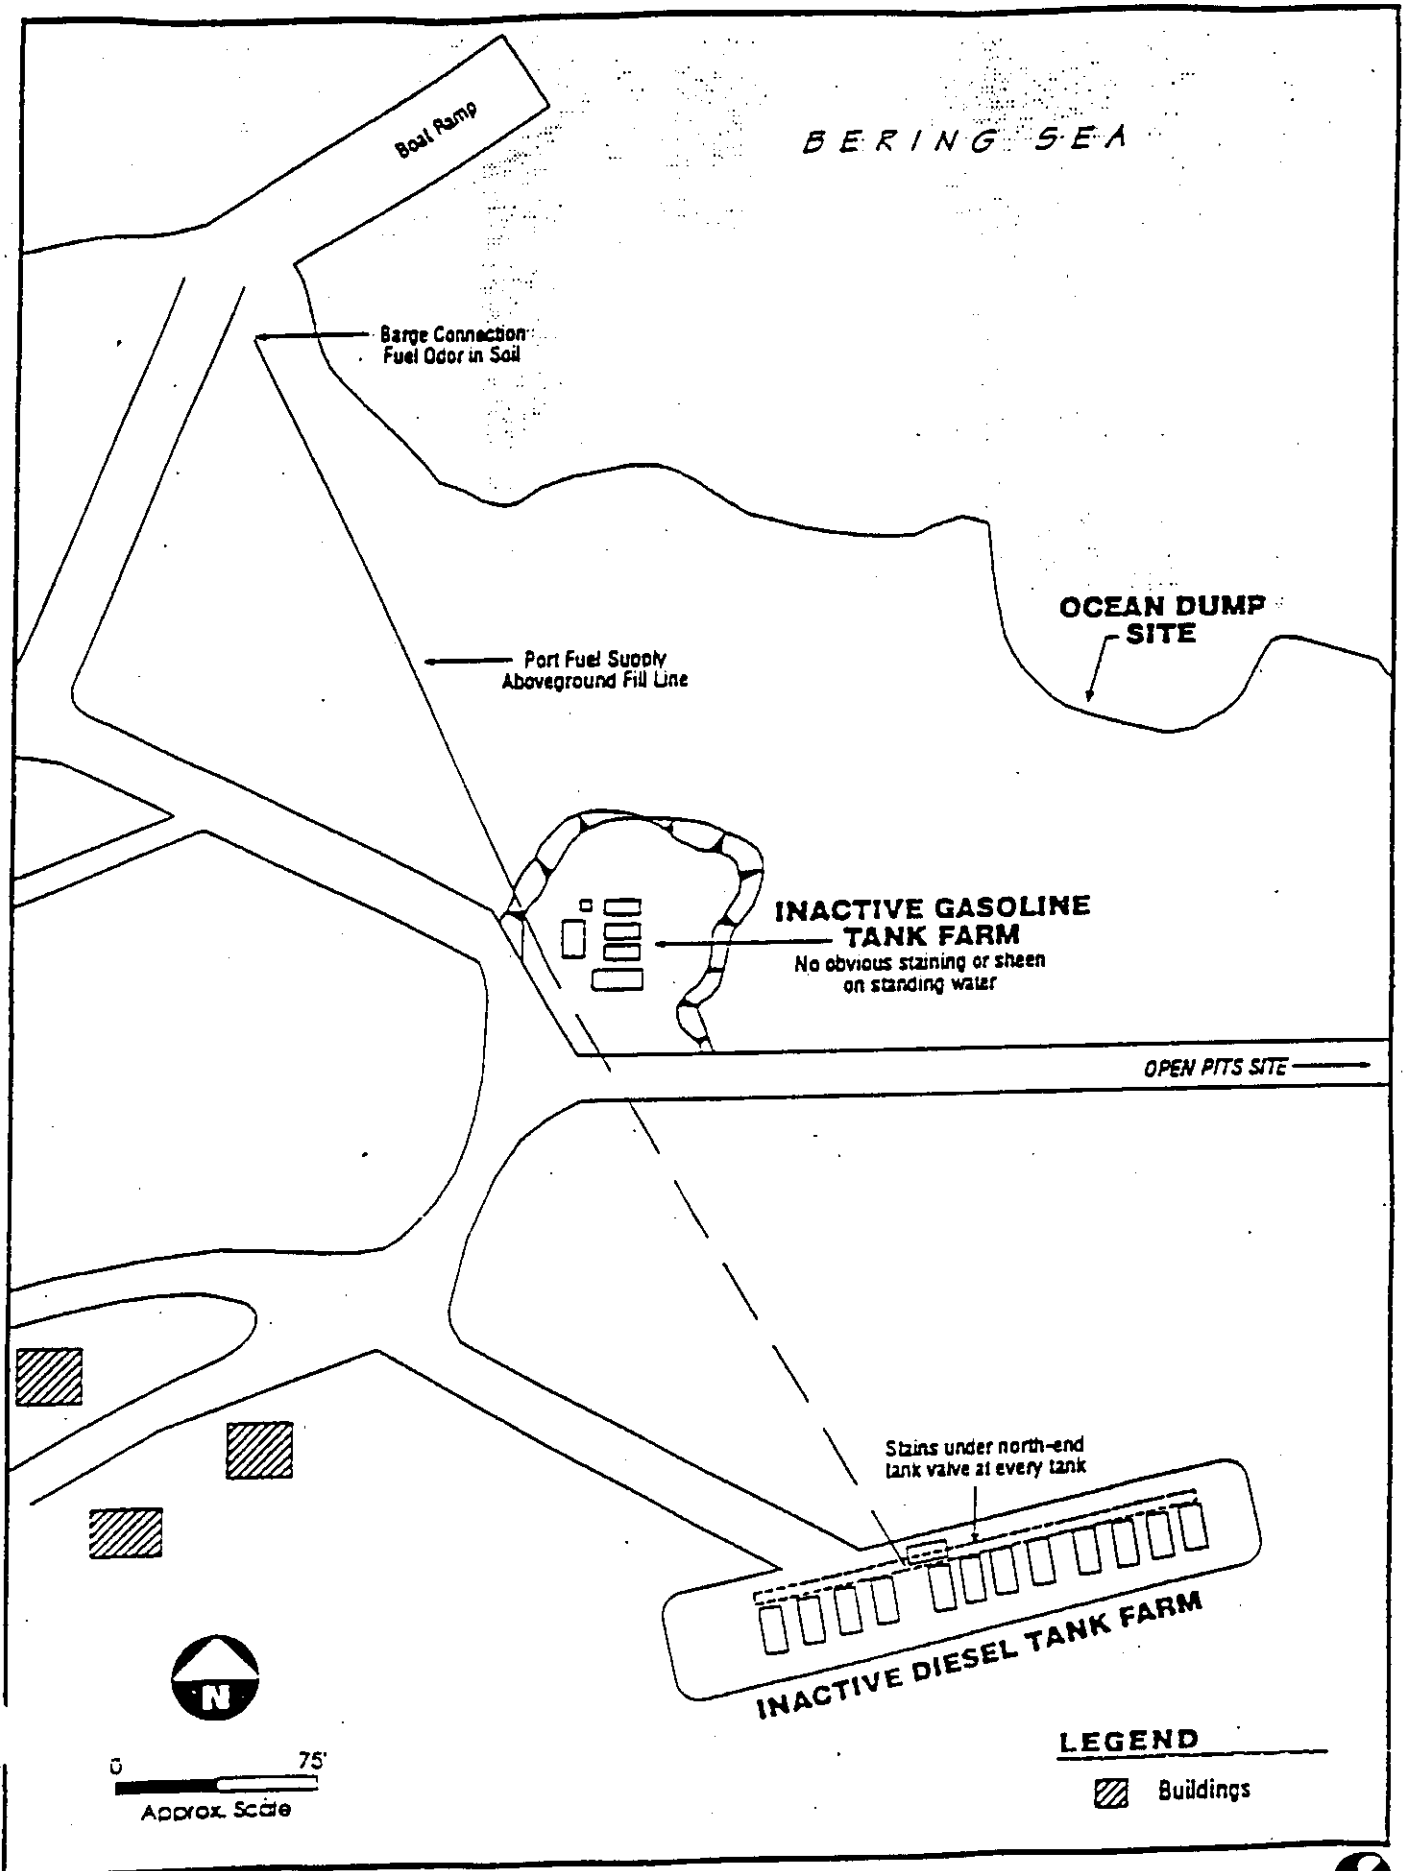 Boat Ramp
BERING SEA
Barge Connection
Fuel Odor in Soil
OCEAN DUMP
SITE
Port Fuel Supply
Aboveground Fill Line
INACTIVE GASOLINE
TANK FARM
No obvious staining or sheen
on standing water
OPEN PITS SITE
Stains under north-end
tank valve at every tank
INACTIVE DIESEL TANK FARM
N
0 75'
Approx. Scale
LEGEND
Buildings